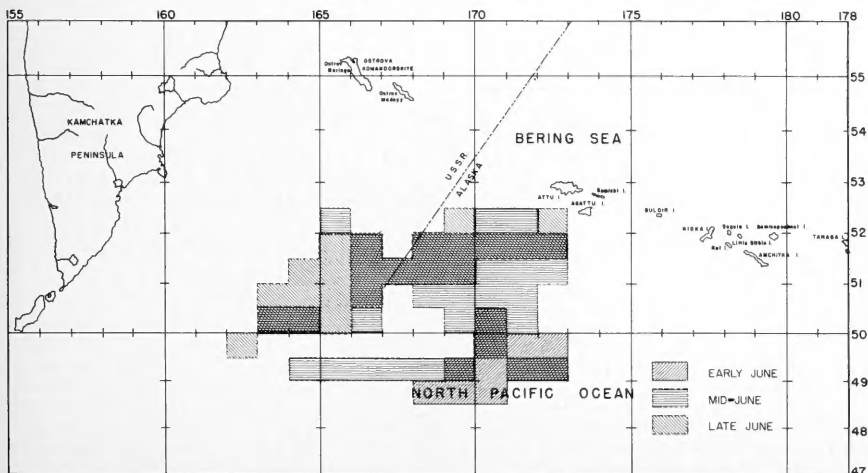 155 160 165 170 175 180 178
55
54
53
52
51
50
49
48
47
KAMCHATKA
PENINSULA
Ostrov
Beringa
OSTROVA
KOMANDORSKIYE
Ostrov
Medogy
USSR
ALASKA
BERING SEA
ATTU I.
AGATTU I.
BULDIR I.
KISKA I.
Rat I.
AMCHITKA I.
TANAGA
NORTH PACIFIC OCEAN
EARLY JUNE
MID-JUNE
LATE JUNE